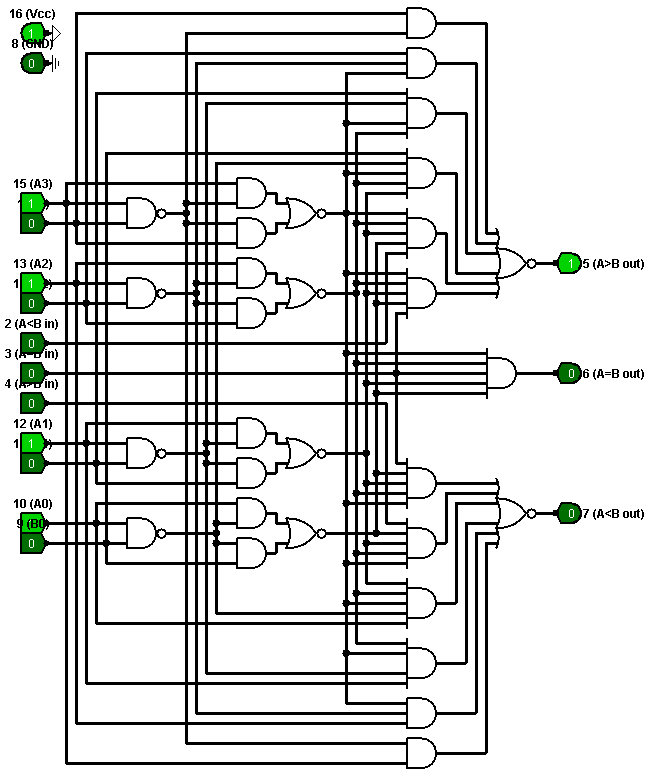 16 (Vcc)
1
8 (GND)
0
15 (A3)
1
0
13 (A2)
1
0
2 (A<B in)
0
3 (A=B in)
0
4 (A>B in)
0
12 (A1)
1
0
10 (A0)
9 (B0)
0
1 5 (A>B out)
0 6 (A=B out)
0 7 (A<B out)